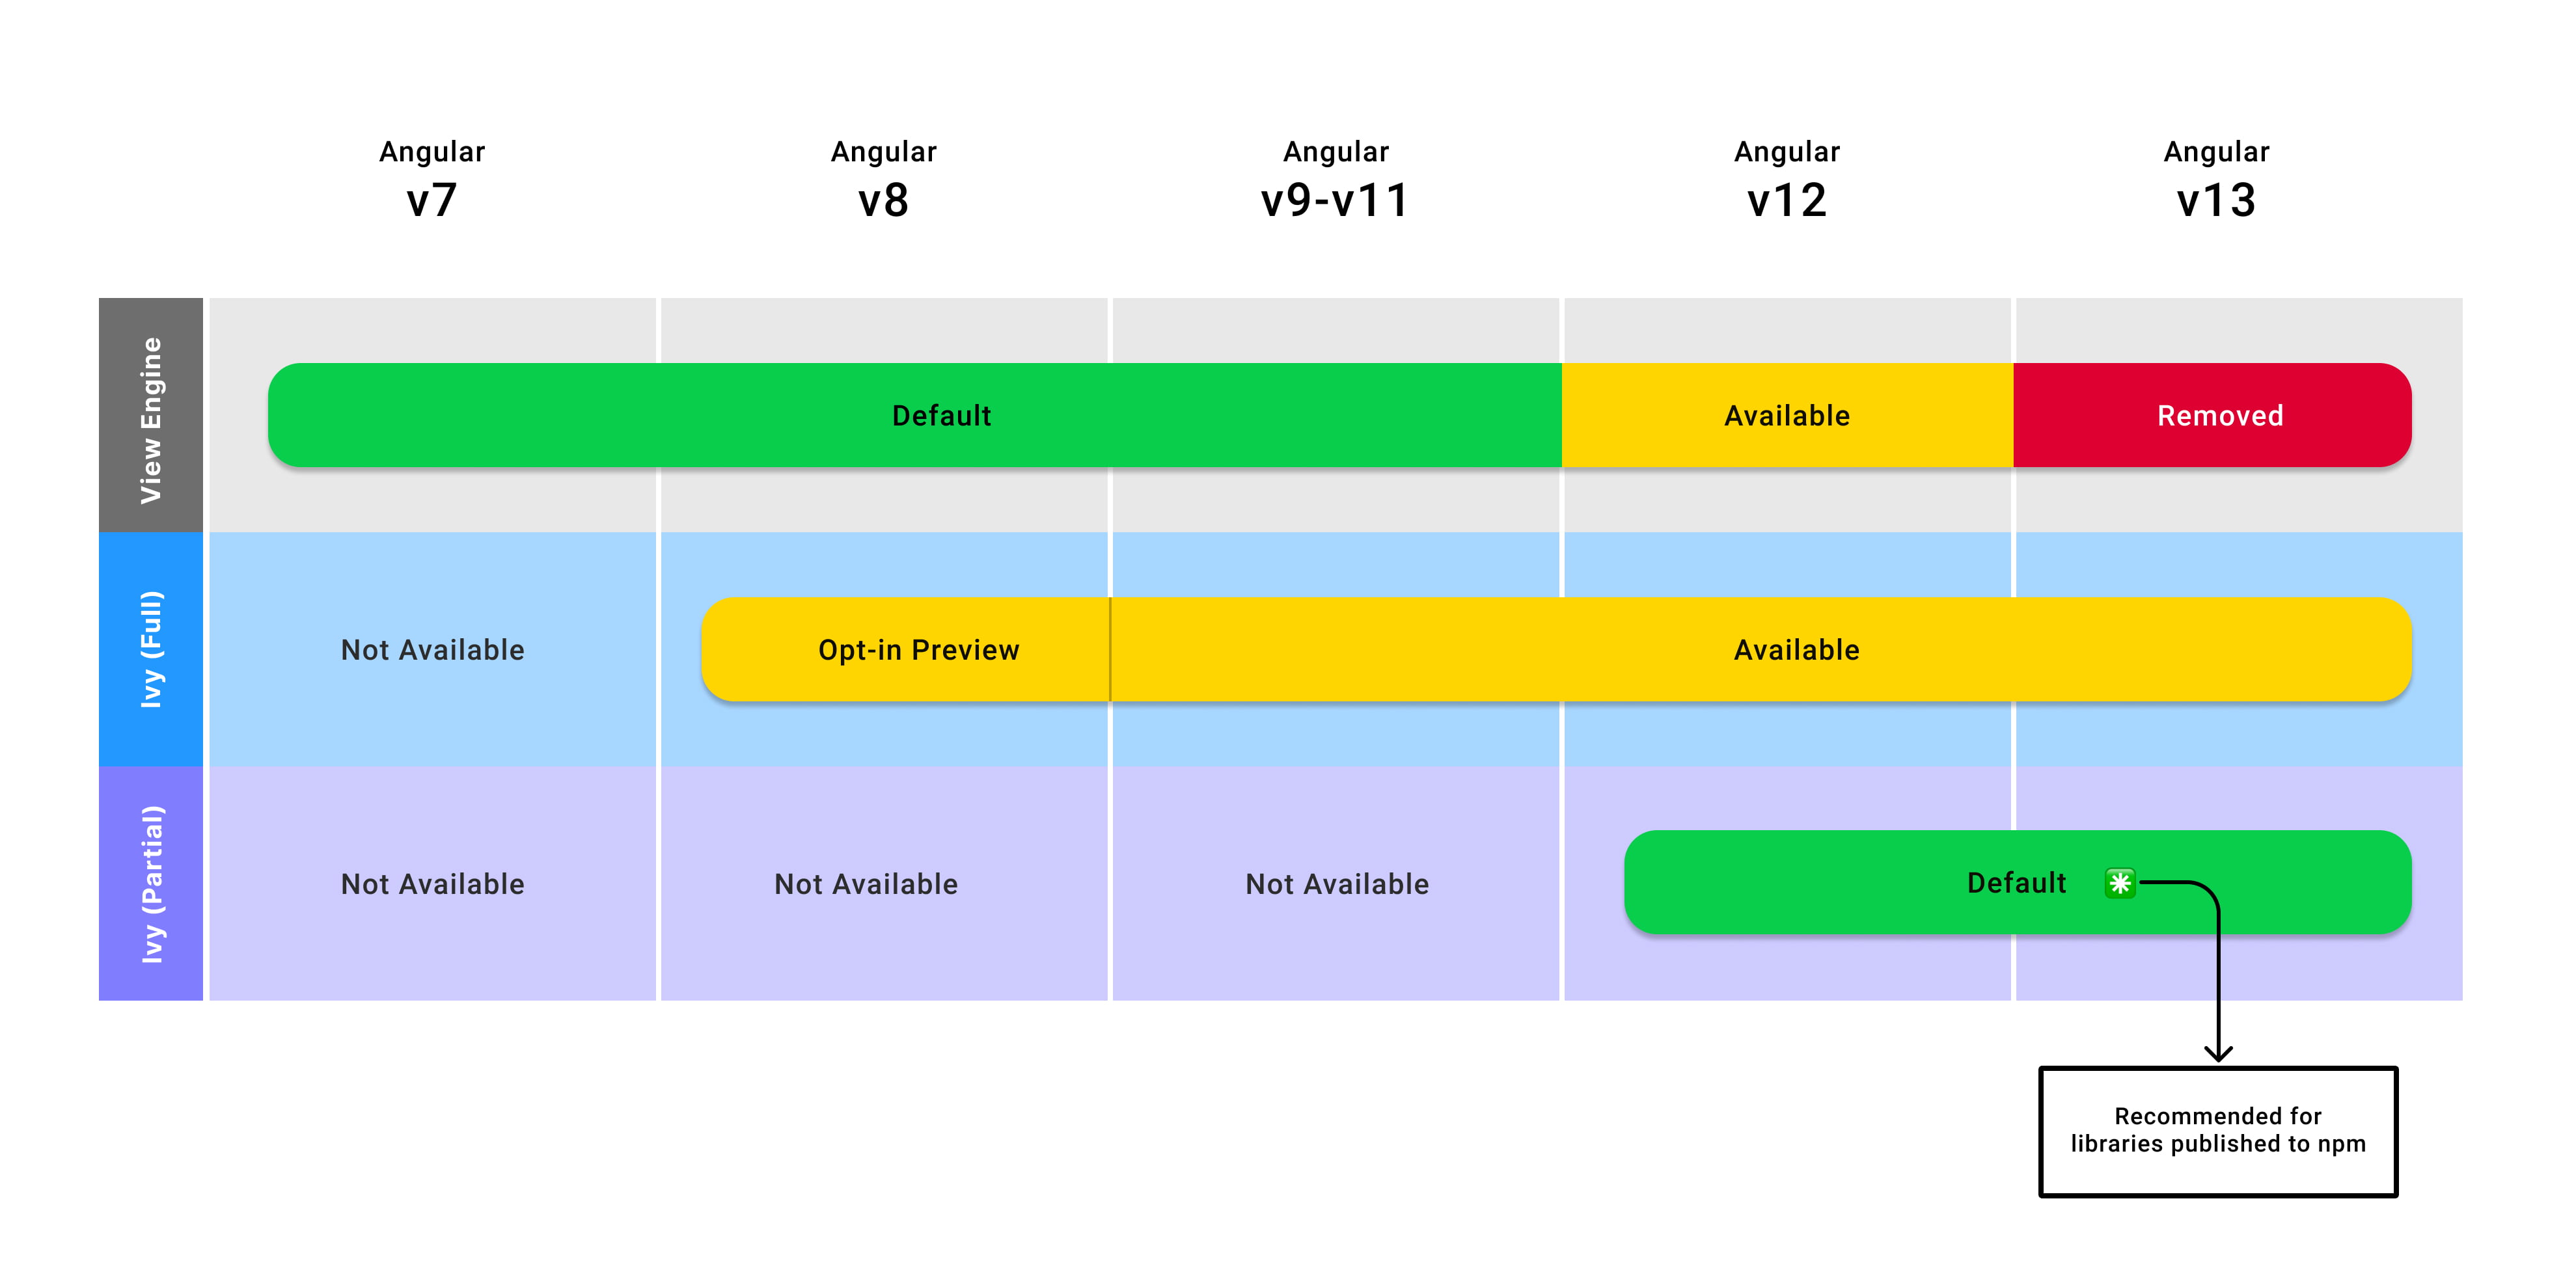 Angular
v7
Angular
v8
Angular
v9-v11
Angular
v12
Angular
v13
View Engine
Default
Available
Removed
Ivy (Full)
Not Available
Opt-in Preview
Available
Ivy (Partial)
Not Available
Not Available
Not Available
Default
Recommended for
libraries published to npm